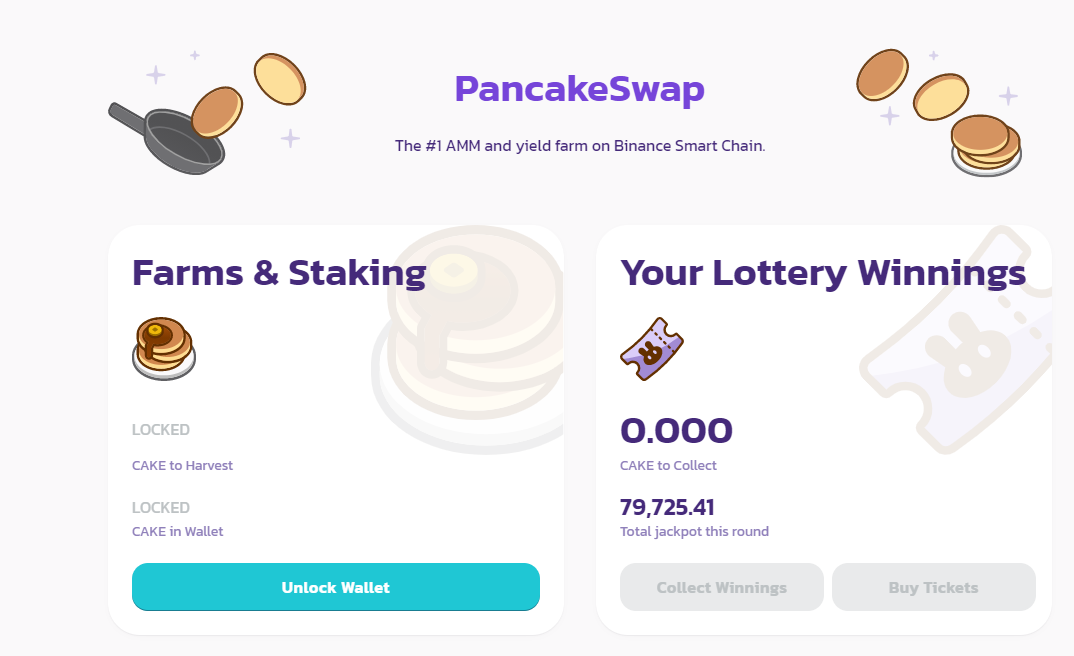 PancakeSwap
The #1 AMM and yield farm on Binance Smart Chain.
Farms & Staking
LOCKED
CAKE to Harvest
LOCKED
CAKE in Wallet
Unlock Wallet
Your Lottery Winnings
0.000
CAKE to Collect
79,725.41
Total jackpot this round
Collect Winnings
Buy Tickets